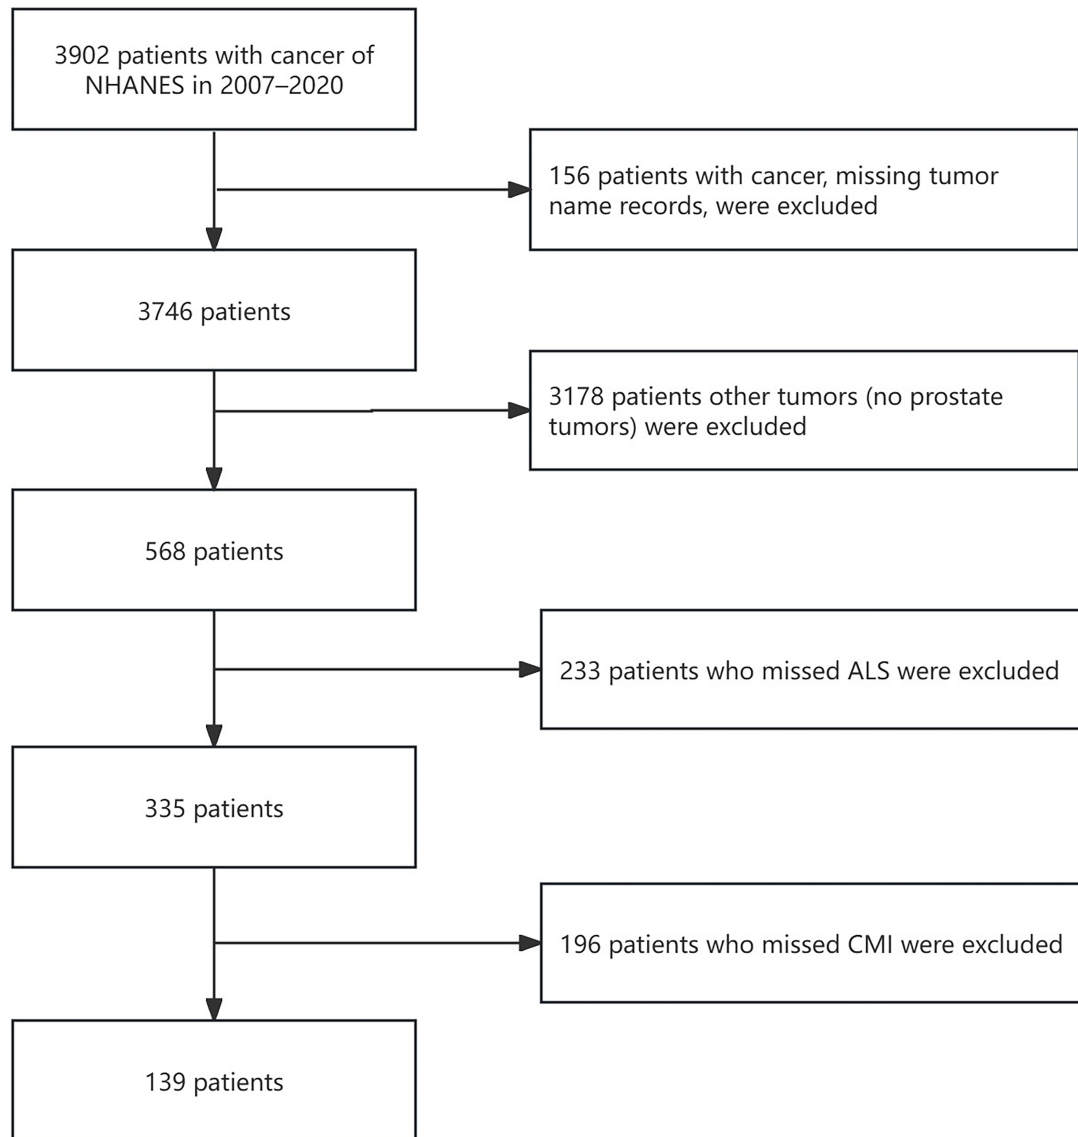 3902 patients with cancer of
NHANES in 2007–2020
156 patients with cancer, missing tumor
name records, were excluded
3746 patients
3178 patients other tumors (no prostate
tumors) were excluded
568 patients
233 patients who missed ALS were excluded
335 patients
196 patients who missed CMI were excluded
139 patients